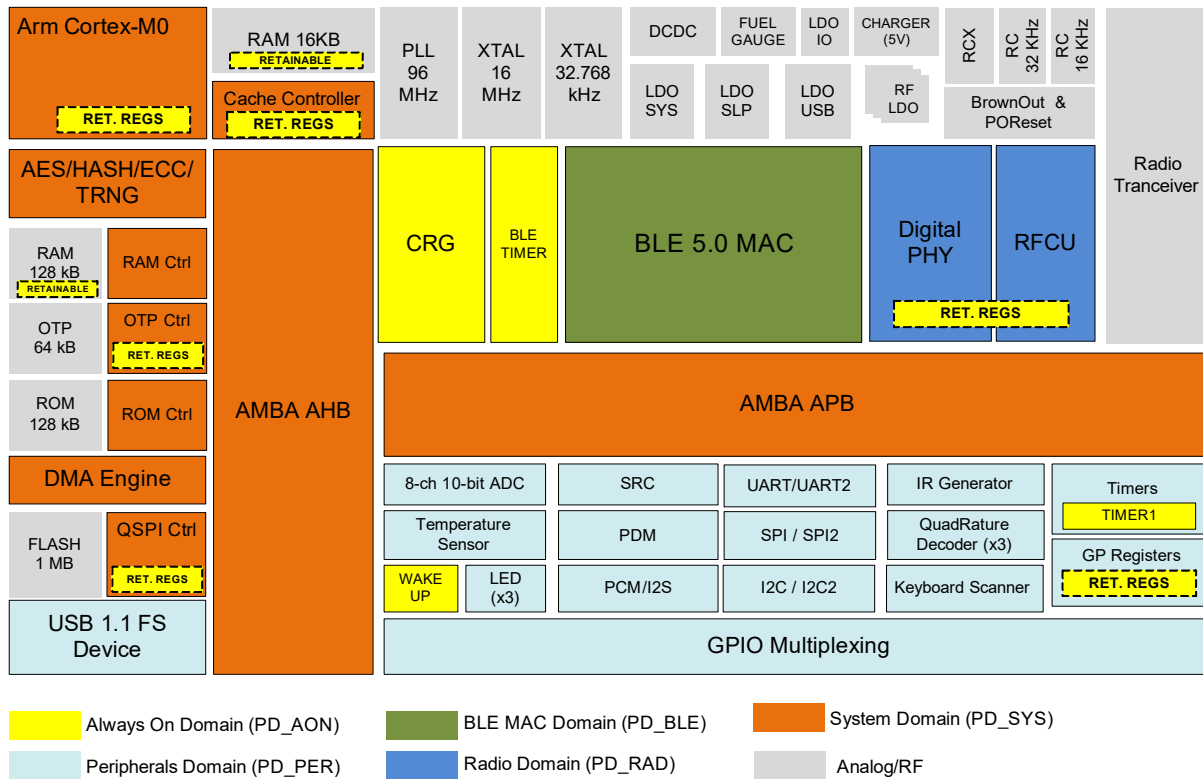 Arm Cortex-M0
RET. REGS
RAM 16KB
RETAINABLE
Cache Controller
RET. REGS
PLL
96
MHz
XTAL
16
MHz
XTAL
32.768
kHz
DCDC
FUEL
GAUGE
LDO
IO
CHARGER
(5V)
RCX
RC
32 KHz
RC
16 KHz
LDO
SYS
LDO
SLP
LDO
USB
RF
LDO
BrownOut &
POReset
Radio
Tranceiver
AES/HASH/ECC/
TRNG
RAM
128 kB
RETAINABLE
RAM Ctrl
OTP
64 kB
OTP Ctrl
RET. REGS
ROM
128 kB
ROM Ctrl
DMA Engine
FLASH
1 MB
QSPI Ctrl
RET. REGS
USB 1.1 FS
Device
AMBA AHB
CRG
BLE
TIMER
BLE 5.0 MAC
Digital
PHY
RFCU
RET. REGS
AMBA APB
8-ch 10-bit ADC
SRC
UART/UART2
IR Generator
Timers
TIMER1
Temperature
Sensor
PDM
SPI / SPI2
QuadRature
Decoder (x3)
GP Registers
RET. REGS
WAKE
UP
LED
(x3)
PCM/I2S
I2C / I2C2
Keyboard Scanner
GPIO Multiplexing
Always On Domain (PD_AON)
BLE MAC Domain (PD_BLE)
System Domain (PD_SYS)
Peripherals Domain (PD_PER)
Radio Domain (PD_RAD)
Analog/RF